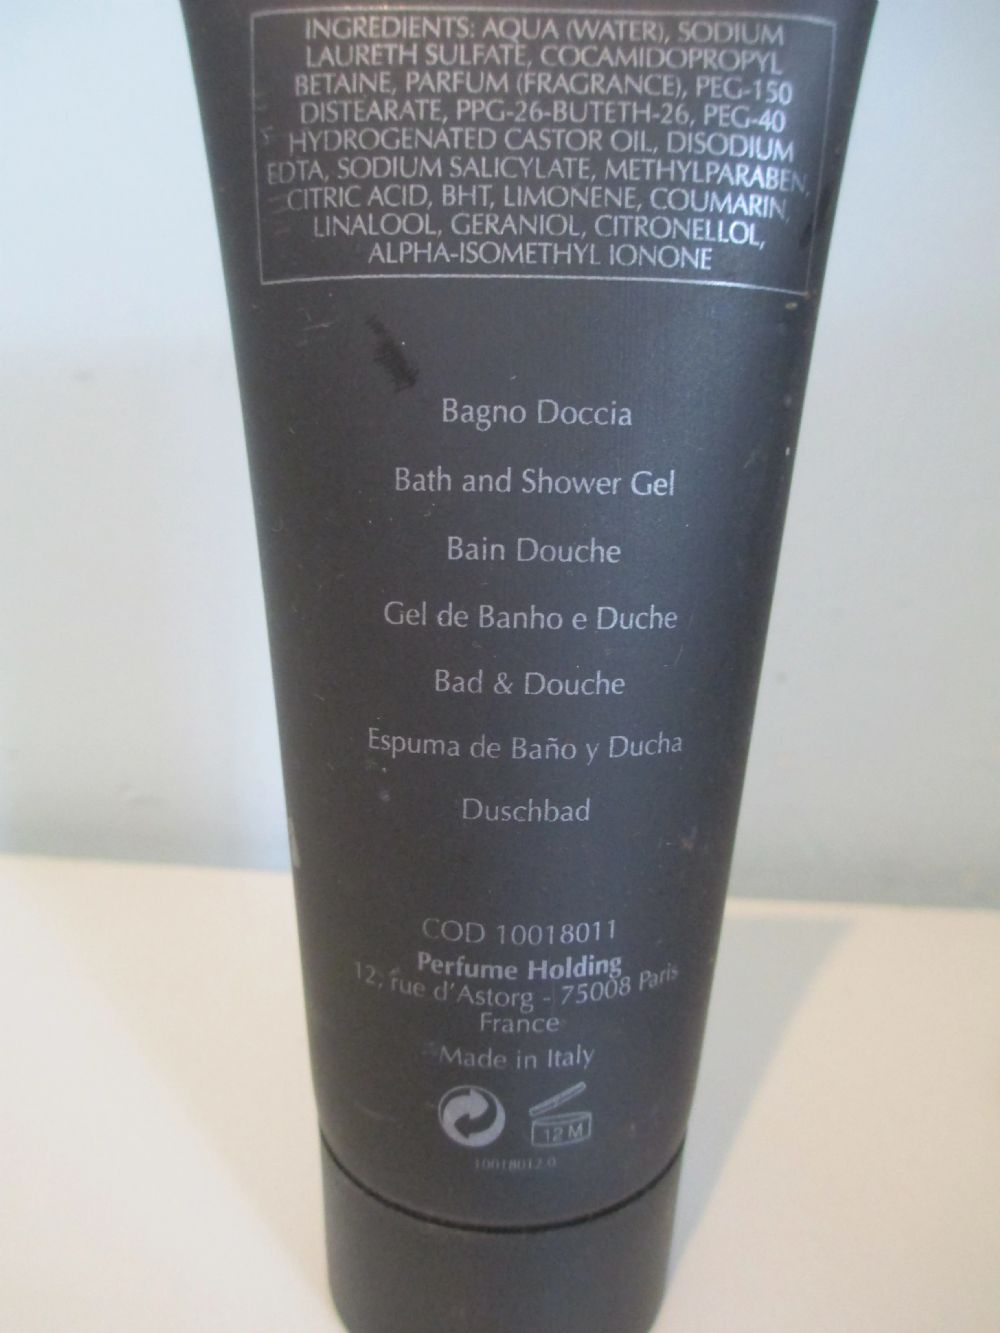 INGREDIENTS: AQUA (WATER), SODIUM
LAURETH SULFATE, COCAMIDOPROPYL
BETAINE, PARFUM (FRAGRANCE), PEG-150
DISTEARATE, PPG-26-BUTETH-26, PEG-40
HYDROGENATED CASTOR OIL, DISODIUM
EDTA, SODIUM SALICYLATE, METHYLPARABEN,
CITRIC ACID, BHT, LIMONENE, COUMARIN,
LINALOOL, GERANIOL, CITRONELLOL,
ALPHA-ISOMETHYL IONONE
Bagno Doccia
Bath and Shower Gel
Bain Douche
Gel de Banho e Duche
Bad & Douche
Espuma de Baño y Ducha
Duschbad
COD 10018011
Perfume Holding
12, rue d'Astorg - 75008 Paris
France
Made in Italy
12 M
10018012.0